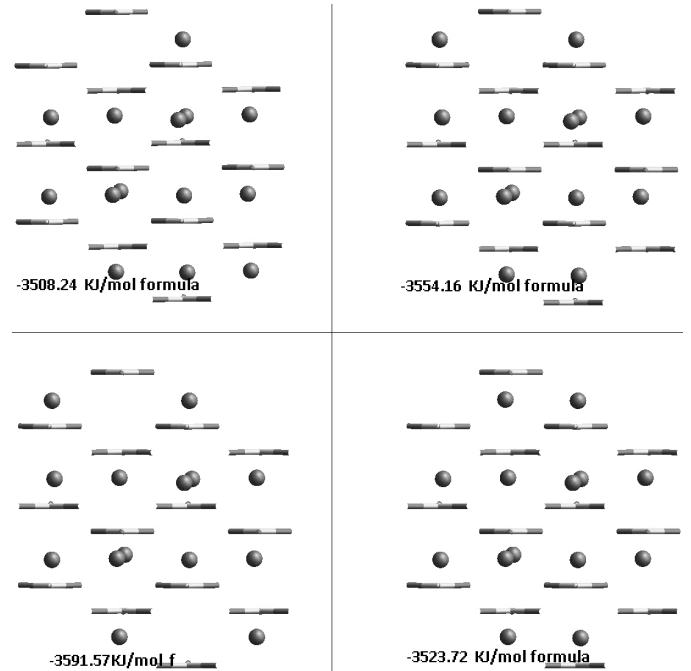 -3508.24 KJ/mol formula
-3554.16 KJ/mol formula
-3591.57KJ/mol f
-3523.72 KJ/mol formula